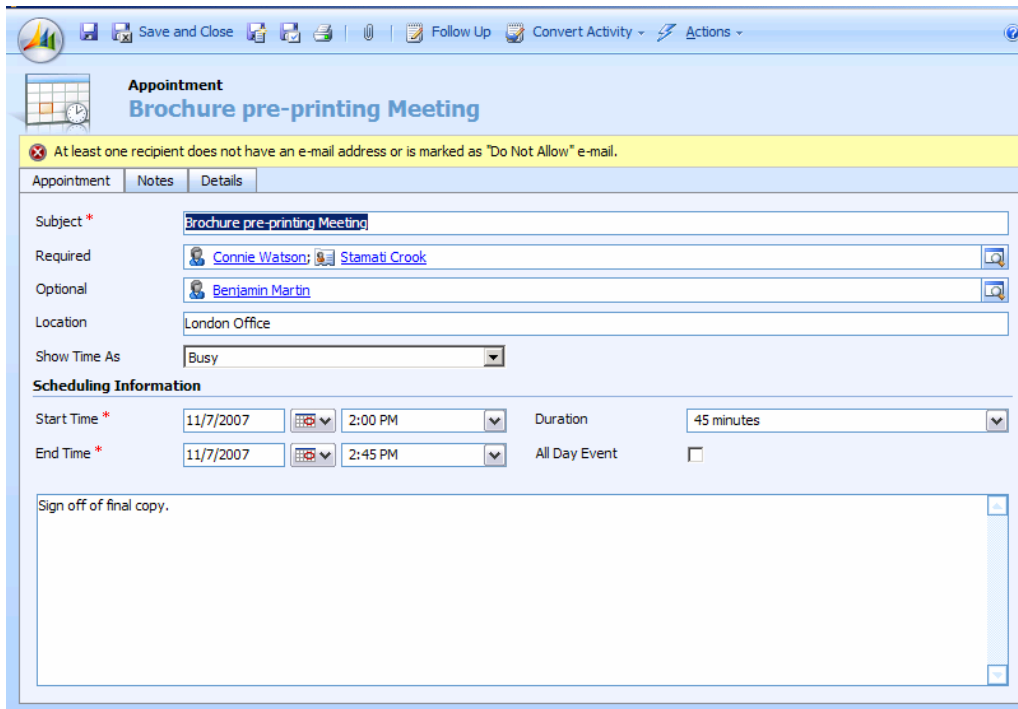 Save and Close Follow Up Convert Activity Actions
Appointment
Brochure pre-printing Meeting
At least one recipient does not have an e-mail address or is marked as "Do Not Allow" e-mail.
Appointment Notes Details
Subject * Brochure pre-printing Meeting
Required Connie Watson; Stamati Crook
Optional Benjamin Martin
Location London Office
Show Time As Busy
Scheduling Information
Start Time * 11/7/2007 2:00 PM Duration 45 minutes
End Time * 11/7/2007 2:45 PM All Day Event
Sign off of final copy.